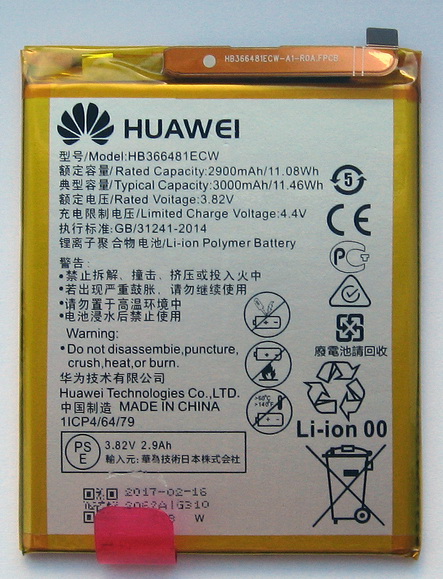 HB366481ECW-A1-R0A.FPCB
HUAWEI
型号/Model:HB366481ECW
额定容量/Rated Capacity:2900mAh/11.08Wh
典型容量/Typical Capacity:3000mAh/11.46Wh
额定电压/Rated Voltage:3.82V
充电限制电压/Limited Charge Voltage:4.4V
执行标准:GB/31241-2014
锂离子聚合物电池/Li-ion Polymer Battery
5
CE
警告:
•禁止拆解、撞击、挤压或投入火中
•若出现严重鼓胀、请勿继续使用
•请勿置于高温环境中
•电池浸水后禁止使用
Warning:
•Do not disassembie,puncture,
crush,heat,or burn.
华为技术有限公司
Huawei Technologies Co.,LTD.
中国制造 MADE IN CHINA
1ICP4/64/79
廢電池請回收
>60°C
>140°F
Li-ion 00
PS
E
3.82V 2.9Ah
輸入元: 華為技術日本株式会社
2017-02-16
W